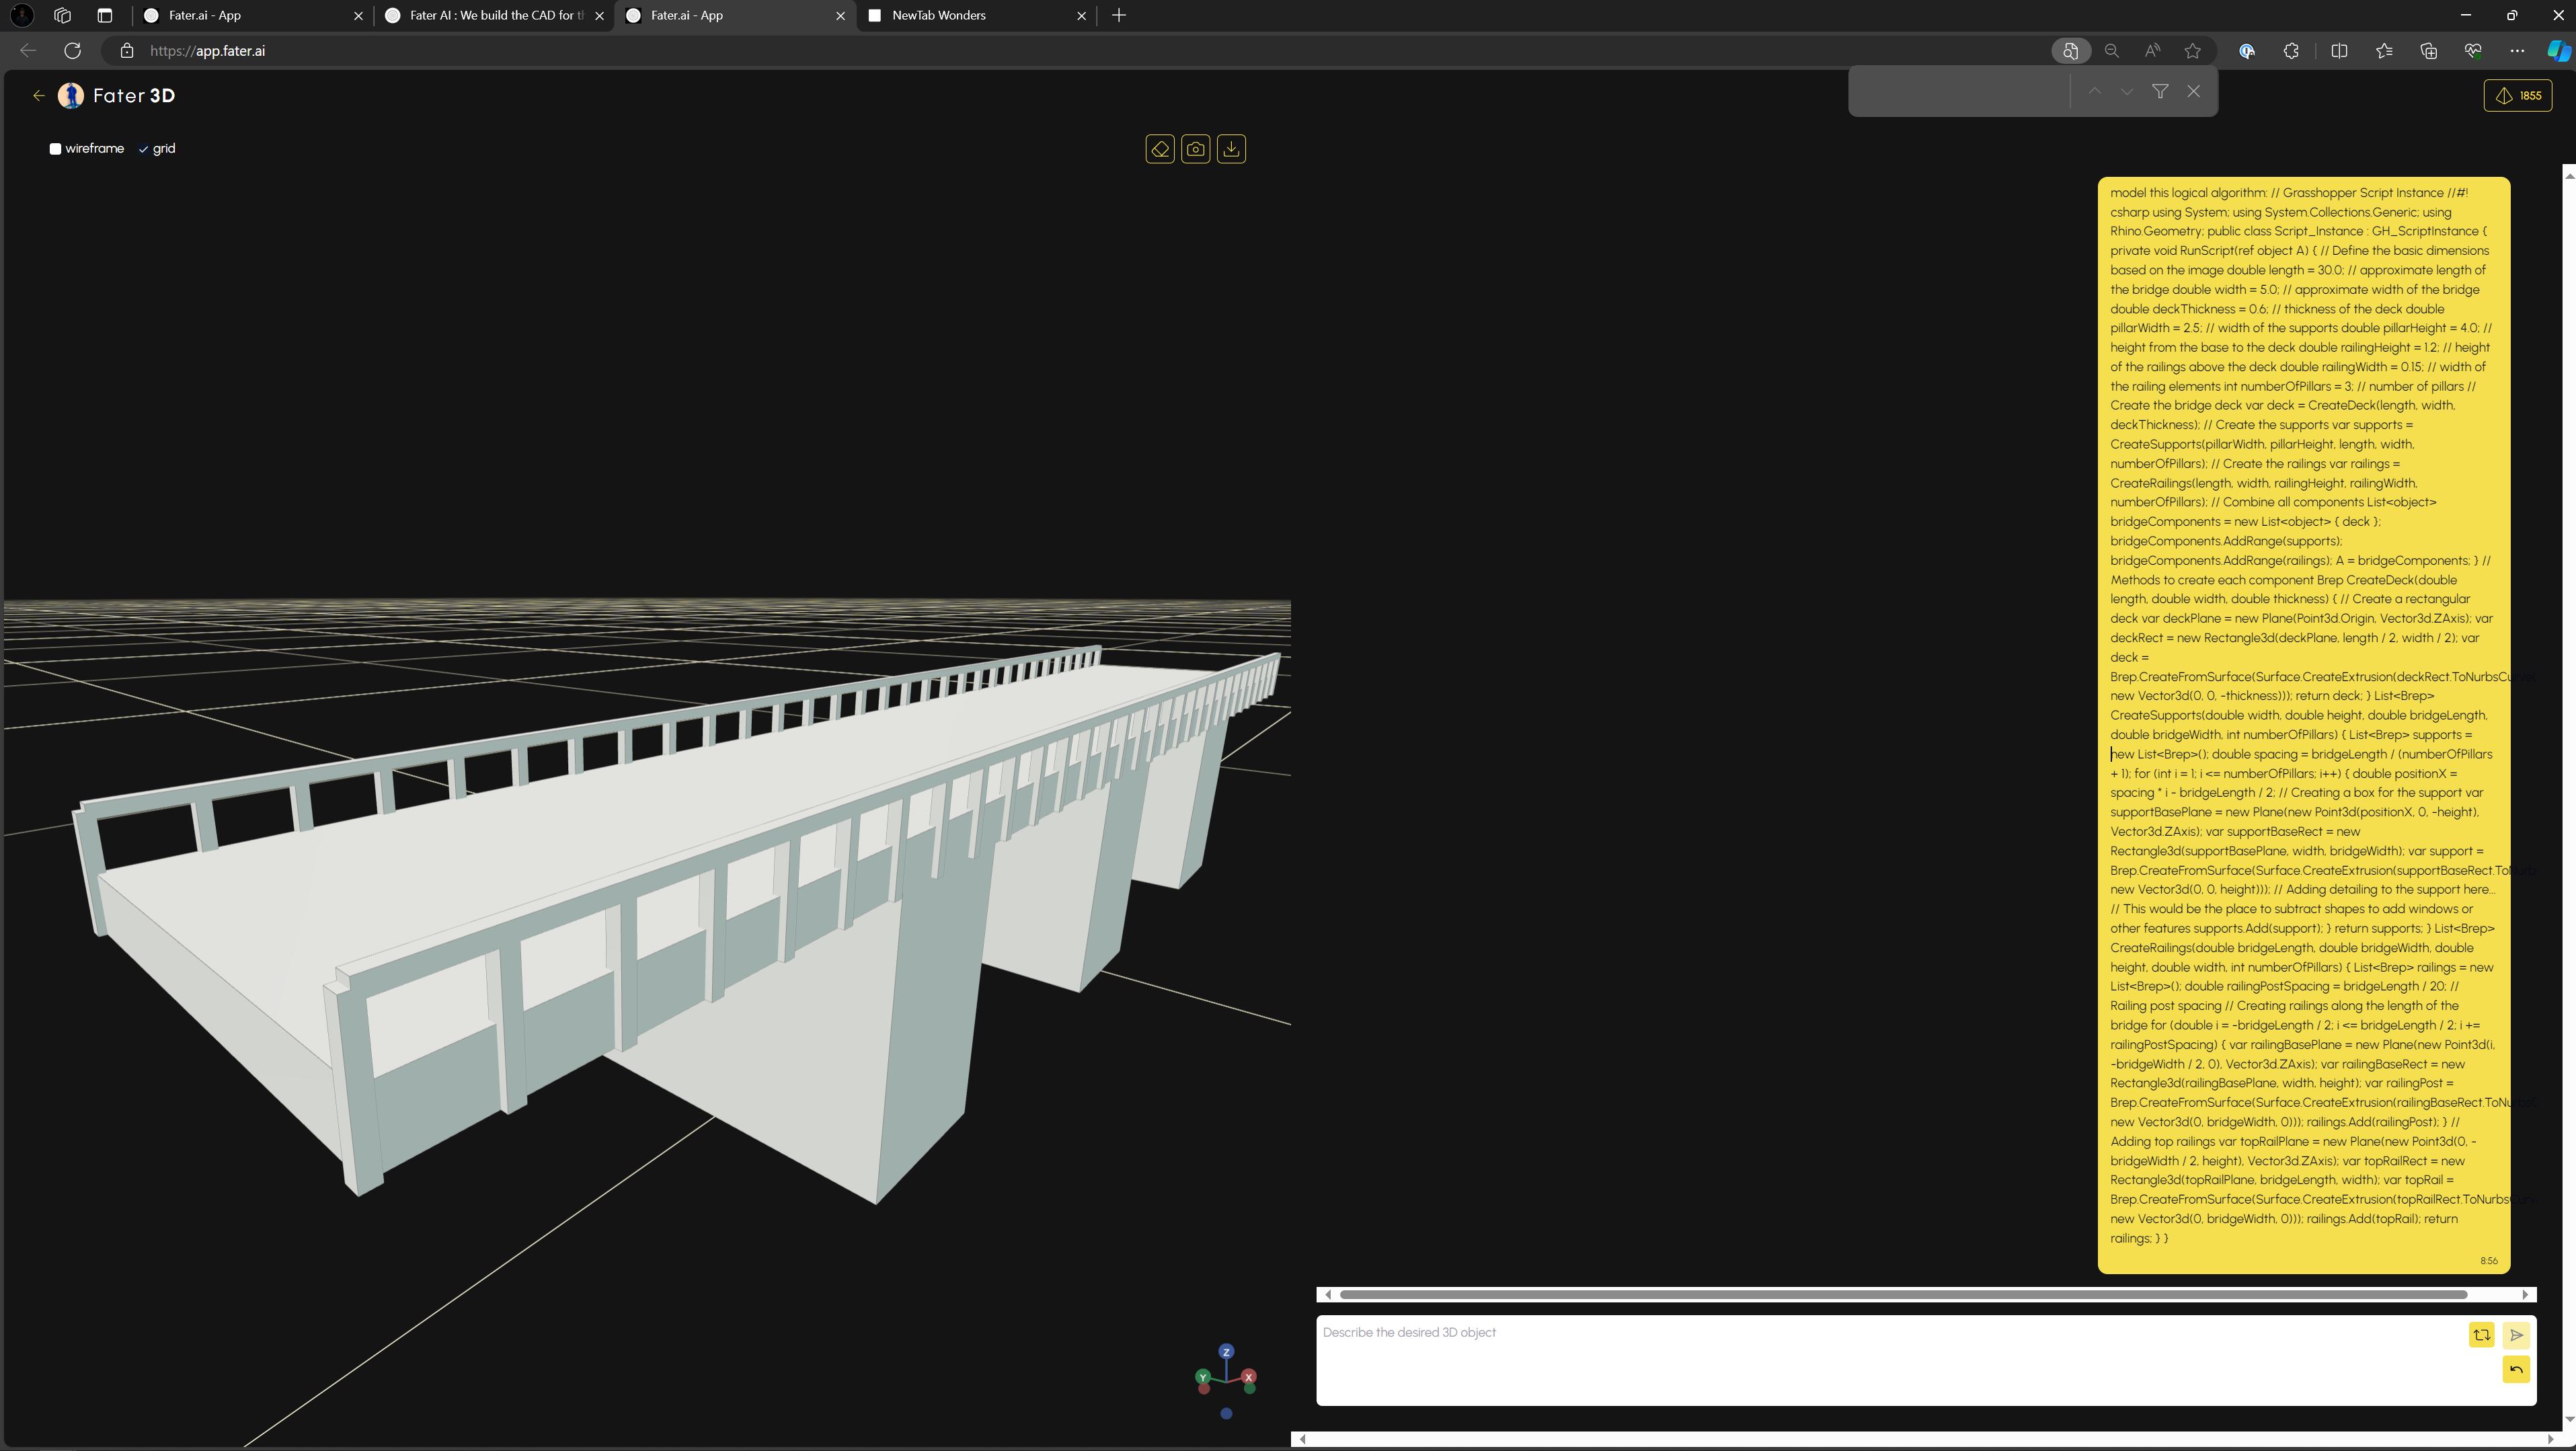 Fater.ai - App
Fater AI : We build the CAD for th
Fater.ai - App
NewTab Wonders
https://app.fater.ai
Fater 3D
1855
wireframe
grid
model this logical algorithm: // Grasshopper Script Instance //#!
csharp using System; using System.Collections.Generic; using
Rhino.Geometry; public class Script_Instance : GH_ScriptInstance {
private void RunScript(ref object A) { // Define the basic dimensions
based on the image double length = 30.0; // approximate length of
the bridge double width = 5.0; // approximate width of the bridge
double deckThickness = 0.6; // thickness of the deck double
pillarWidth = 2.5; // width of the supports double pillarHeight = 4.0; //
height from the base to the deck double railingHeight = 1.2; // height
of the railings above the deck double railingWidth = 0.15; // width of
the railing elements int numberOfPillars = 3; // number of pillars //
Create the bridge deck var deck = CreateDeck(length, width,
deckThickness); // Create the supports var supports =
CreateSupports(pillarWidth, pillarHeight, length, width,
numberOfPillars); // Create the railings var railings =
CreateRailings(length, width, railingHeight, railingWidth,
numberOfPillars); // Combine all components List<object>
bridgeComponents = new List<object> { deck };
bridgeComponents.AddRange(supports);
bridgeComponents.AddRange(railings); A = bridgeComponents; } //
Methods to create each component Brep CreateDeck(double
length, double width, double thickness) { // Create a rectangular
deck var deckPlane = new Plane(Point3d.Origin, Vector3d.ZAxis); var
deckRect = new Rectangle3d(deckPlane, length / 2, width / 2); var
deck =
Brep.CreateFromSurface(Surface.CreateExtrusion(deckRect.ToNurbsCu
new Vector3d(0, 0, -thickness))); return deck; } List<Brep>
CreateSupports(double width, double height, double bridgeLength,
double bridgeWidth, int numberOfPillars) { List<Brep> supports =
new List<Brep>(); double spacing = bridgeLength / (numberOfPillars
+ 1); for (int i = 1; i <= numberOfPillars; i++) { double positionX =
spacing * i - bridgeLength / 2; // Creating a box for the support var
supportBasePlane = new Plane(new Point3d(positionX, 0, -height),
Vector3d.ZAxis); var supportBaseRect = new
Rectangle3d(supportBasePlane, width, bridgeWidth); var support =
Brep.CreateFromSurface(Surface.CreateExtrusion(supportBaseRect.ToN
new Vector3d(0, 0, height))); // Adding detailing to the support here...
// This would be the place to subtract shapes to add windows or
other features supports.Add(support); } return supports; } List<Brep>
CreateRailings(double bridgeLength, double bridgeWidth, double
height, double width, int numberOfPillars) { List<Brep> railings = new
List<Brep>(); double railingPostSpacing = bridgeLength / 20; //
Railing post spacing // Creating railings along the length of the
bridge for (double i = -bridgeLength / 2; i <= bridgeLength / 2; i +=
railingPostSpacing) { var railingBasePlane = new Plane(new Point3d(i,
-bridgeWidth / 2, 0), Vector3d.ZAxis); var railingBaseRect = new
Rectangle3d(railingBasePlane, width, height); var railingPost =
Brep.CreateFromSurface(Surface.CreateExtrusion(railingBaseRect.ToNu
new Vector3d(0, bridgeWidth, 0))); railings.Add(railingPost); } //
Adding top railings var topRailPlane = new Plane(new Point3d(0, -
bridgeWidth / 2, height), Vector3d.ZAxis); var topRailRect = new
Rectangle3d(topRailPlane, bridgeLength, width); var topRail =
Brep.CreateFromSurface(Surface.CreateExtrusion(topRailRect.ToNurbs
new Vector3d(0, bridgeWidth, 0))); railings.Add(topRail); return
railings; } }
8:56
Describe the desired 3D object
Z
Y
X